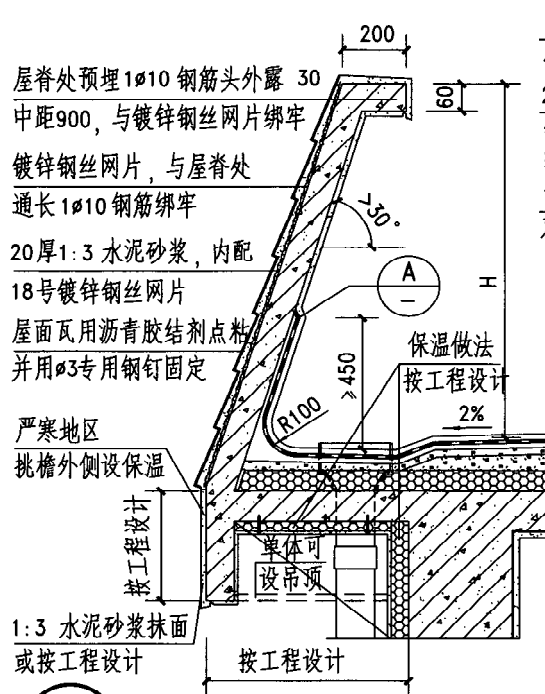 200
屋脊处预埋1ø10 钢筋头外露 30
中距900，与镀锌钢丝网片绑牢
60
镀锌钢丝网片，与屋脊处
通长1ø10钢筋绑牢
>30°
20厚1:3 水泥砂浆，内配
18号镀锌钢丝网片
A
—
H
屋面瓦用沥青胶结剂点粘
并用ø3专用钢钉固定
≥450
保温做法
按工程设计
R100
2%
严寒地区
挑檐外侧设保温
按工程设计
单体可
设吊顶
1:3 水泥砂浆抹面
或按工程设计
按工程设计